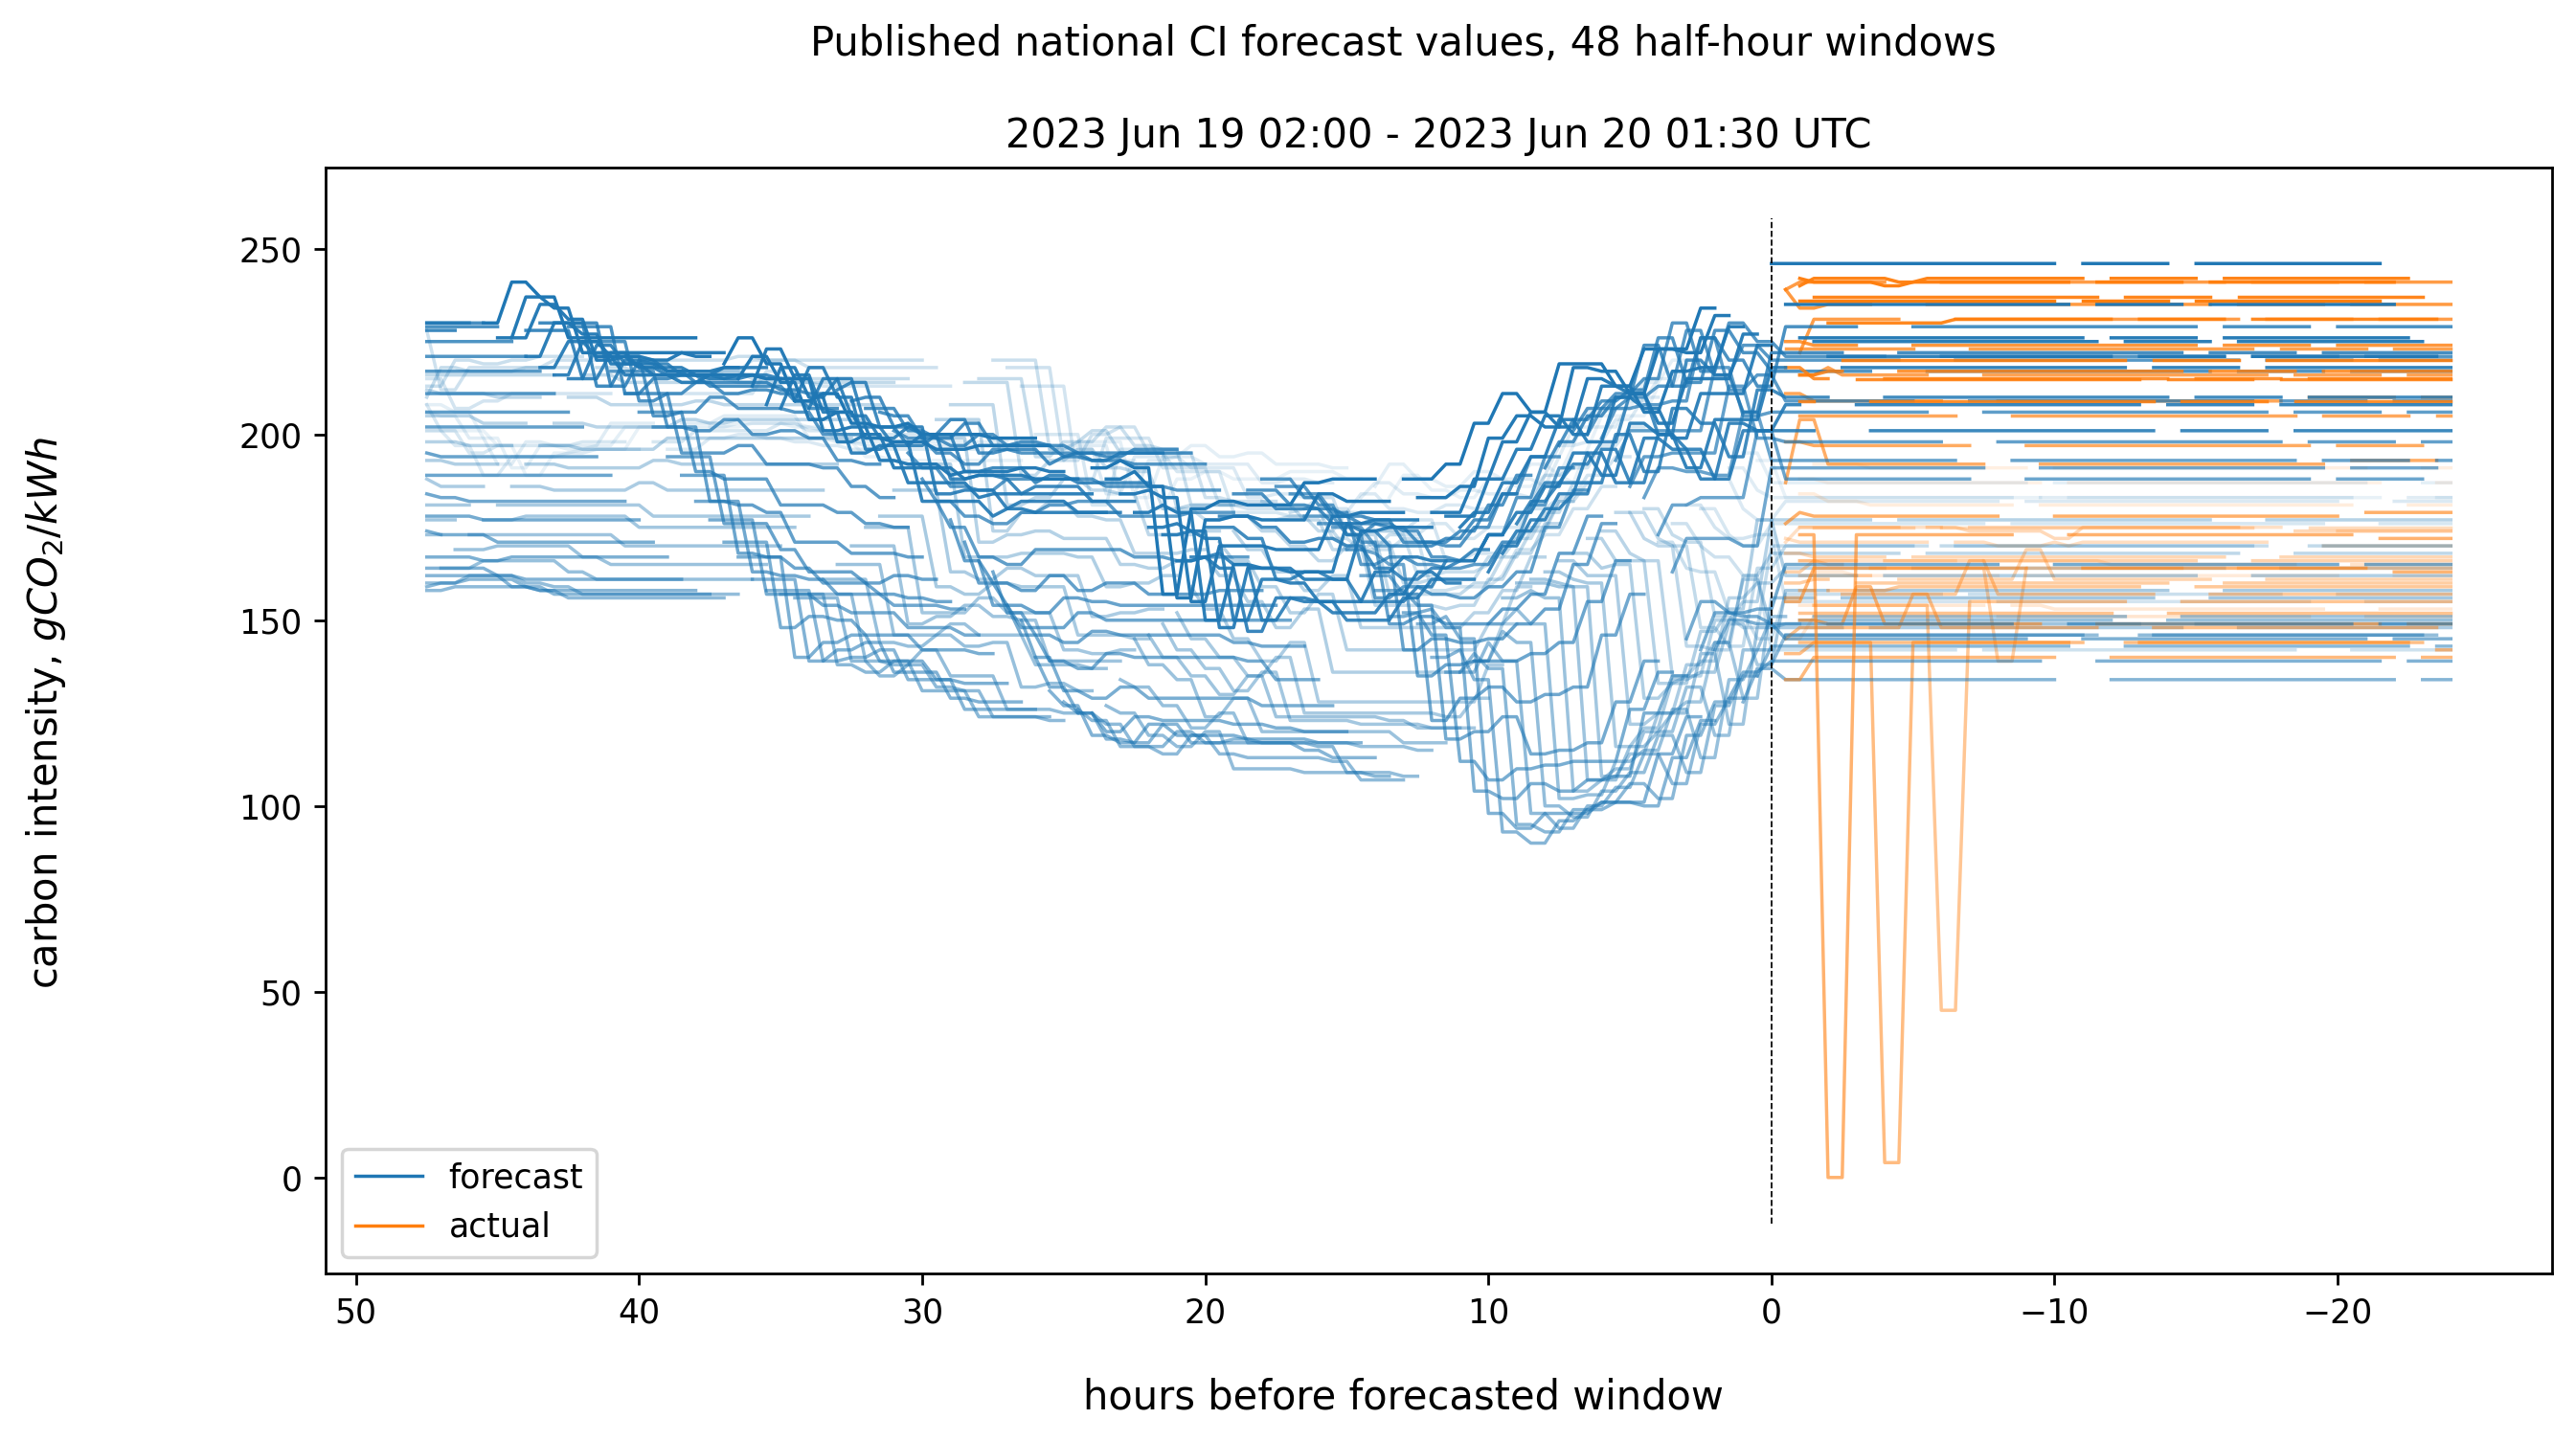 Published national CI forecast values, 48 half-hour windows
2023 Jun 19 02:00 - 2023 Jun 20 01:30 UTC
carbon intensity, gCO₂/kWh
250
200
150
100
50
0
forecast
actual
50 40 30 20 10 0 −10 −20
hours before forecasted window